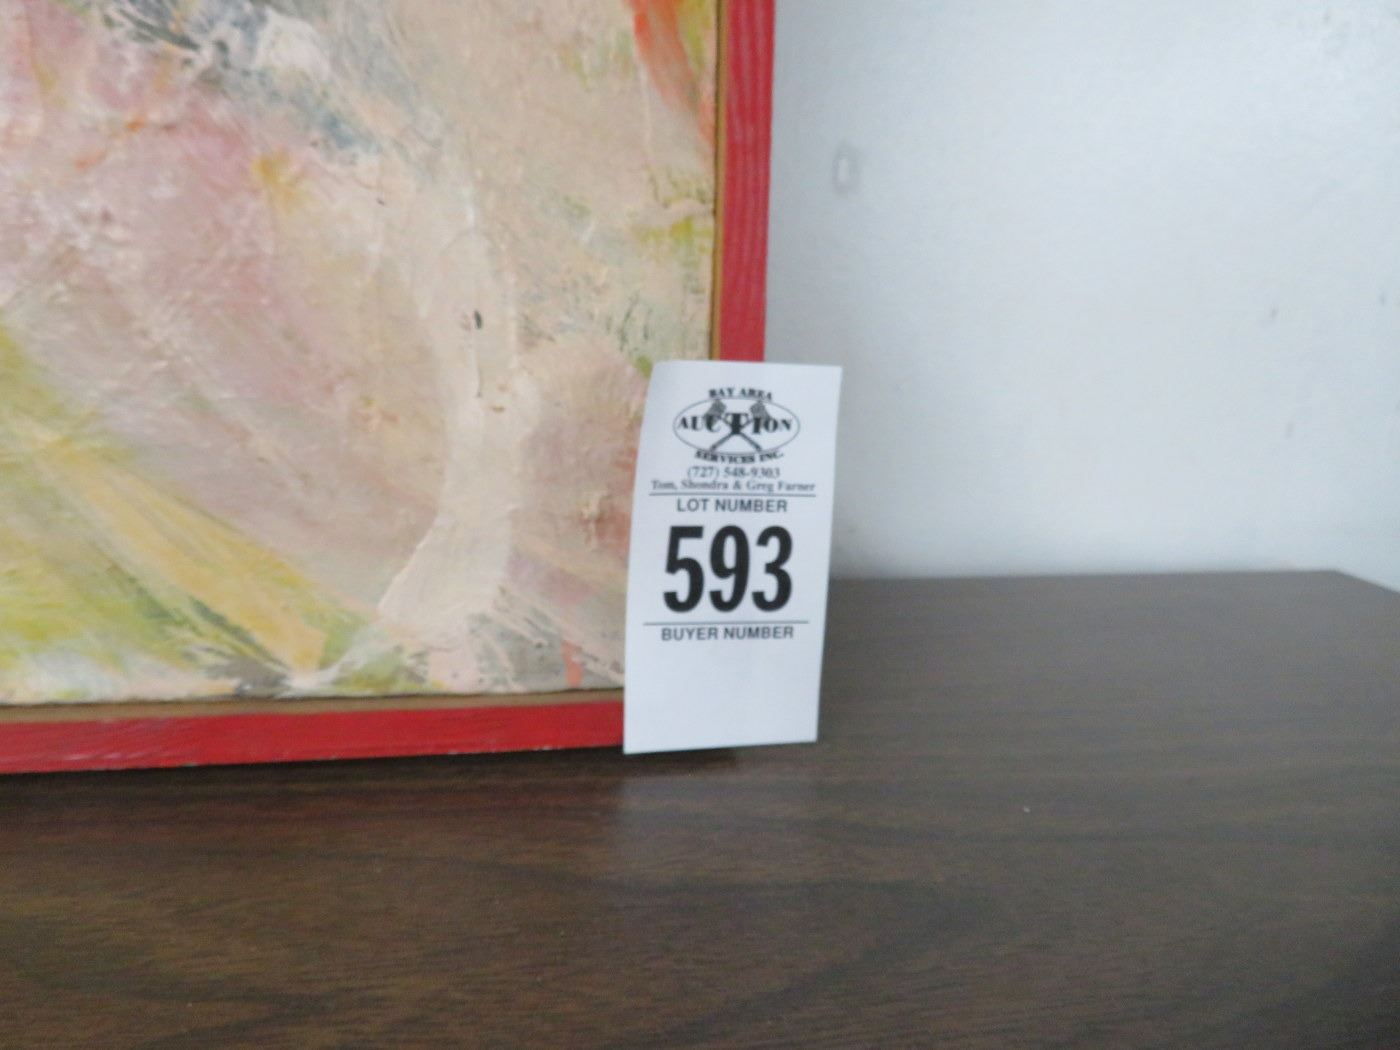 BAY AREA
AUCTION
SERVICES INC.
(727) 548-9303
Tom, Shondra & Greg Farner
LOT NUMBER
593
BUYER NUMBER